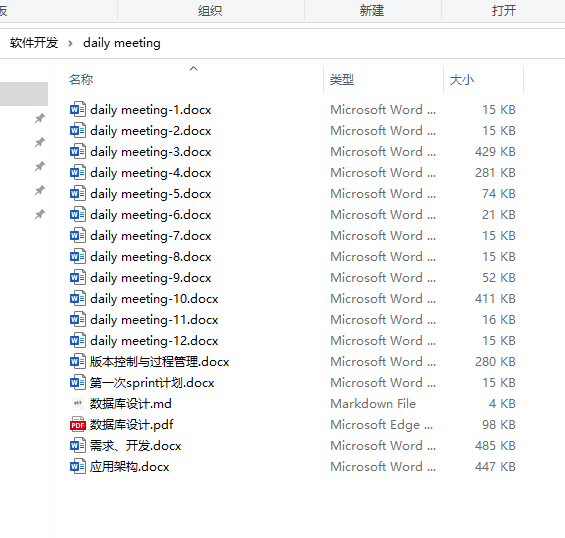 板 组织 新建 打开
软件开发 › daily meeting
名称 类型 大小
daily meeting-1.docx Microsoft Word ... 15 KB
daily meeting-2.docx Microsoft Word ... 15 KB
daily meeting-3.docx Microsoft Word ... 429 KB
daily meeting-4.docx Microsoft Word ... 281 KB
daily meeting-5.docx Microsoft Word ... 74 KB
daily meeting-6.docx Microsoft Word ... 21 KB
daily meeting-7.docx Microsoft Word ... 15 KB
daily meeting-8.docx Microsoft Word ... 15 KB
daily meeting-9.docx Microsoft Word ... 52 KB
daily meeting-10.docx Microsoft Word ... 411 KB
daily meeting-11.docx Microsoft Word ... 16 KB
daily meeting-12.docx Microsoft Word ... 15 KB
版本控制与过程管理.docx Microsoft Word ... 280 KB
第一次sprint计划.docx Microsoft Word ... 15 KB
数据库设计.md Markdown File 4 KB
PDF 数据库设计.pdf Microsoft Edge ... 98 KB
需求、开发.docx Microsoft Word ... 485 KB
应用架构.docx Microsoft Word ... 447 KB